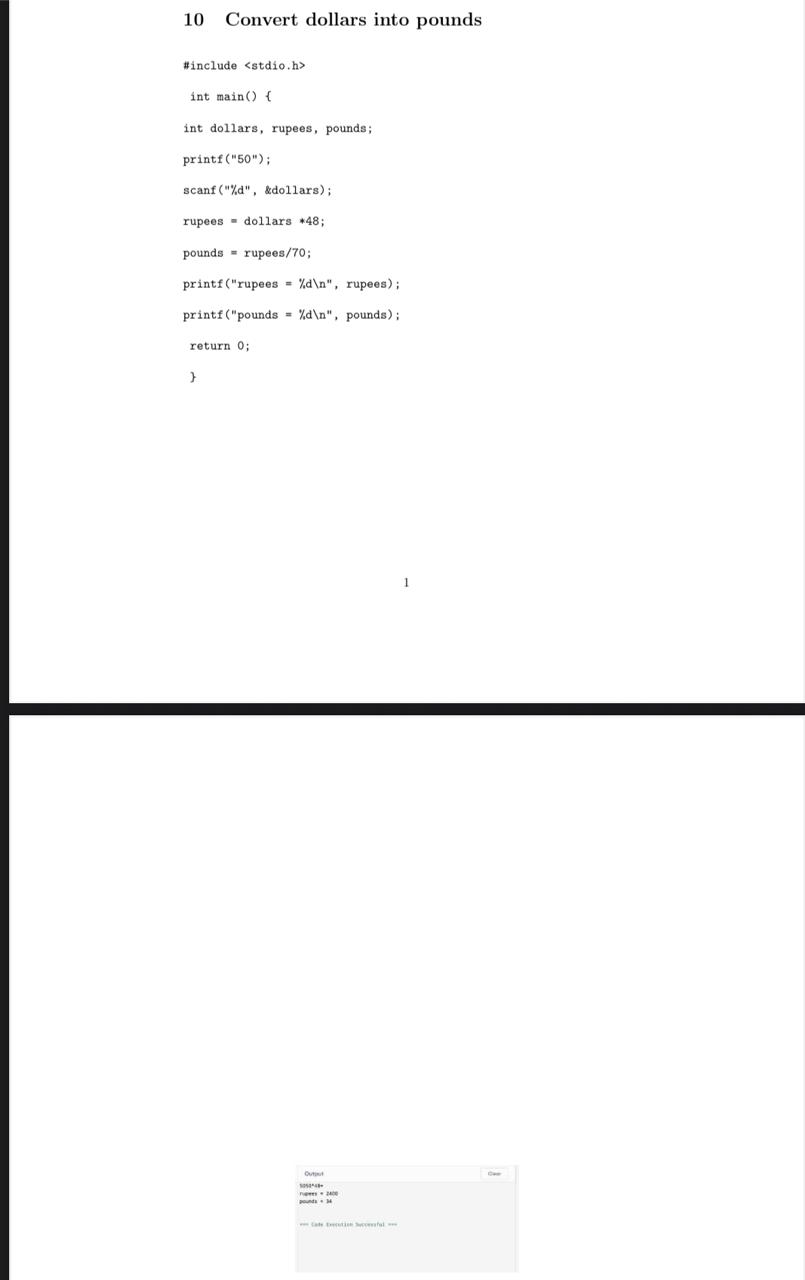 10 Convert dollars into pounds
#include <stdio.h>
int main() {
int dollars, rupees, pounds;
printf("50");
scanf("%d", &dollars);
rupees = dollars *48;
pounds = rupees/70;
printf("rupees = %d\n", rupees);
printf("pounds = %d\n", pounds);
return 0;
}
1
Output
Clear
5050*48=
rupees = 2400
pounds = 34
=== Code Execution Successful ===